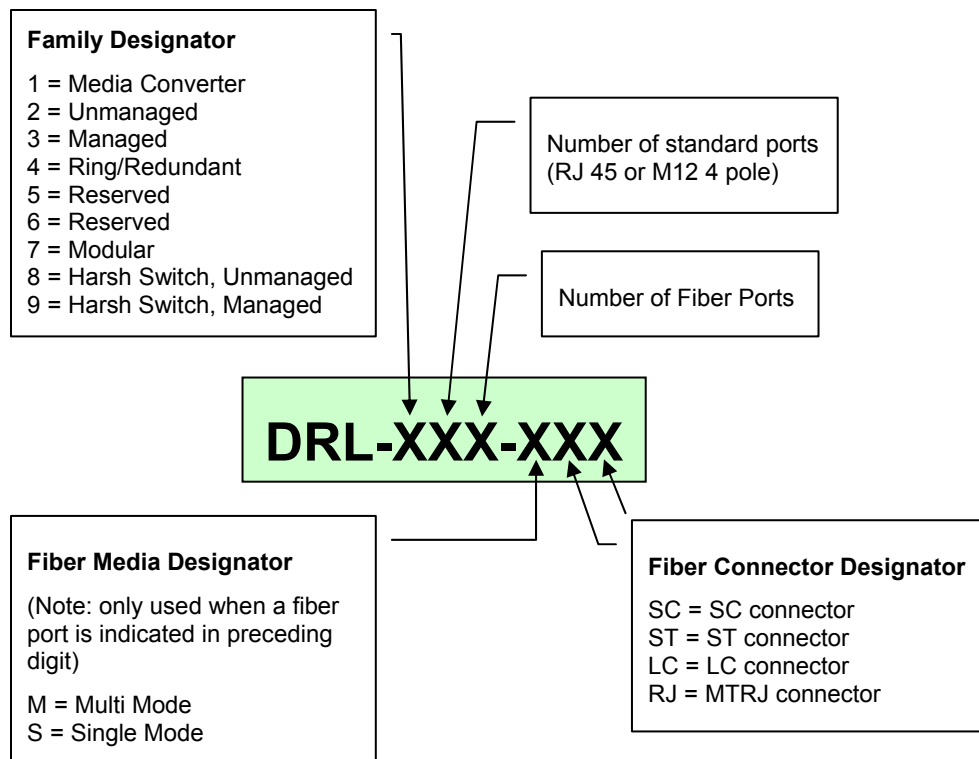 Family Designator
1 = Media Converter
2 = Unmanaged
3 = Managed
4 = Ring/Redundant
5 = Reserved
6 = Reserved
7 = Modular
8 = Harsh Switch, Unmanaged
9 = Harsh Switch, Managed
Number of standard ports
(RJ 45 or M12 4 pole)
Number of Fiber Ports
DRL-XXX-XXX
Fiber Media Designator
(Note: only used when a fiber
port is indicated in preceding
digit)
M = Multi Mode
S = Single Mode
Fiber Connector Designator
SC = SC connector
ST = ST connector
LC = LC connector
RJ = MTRJ connector